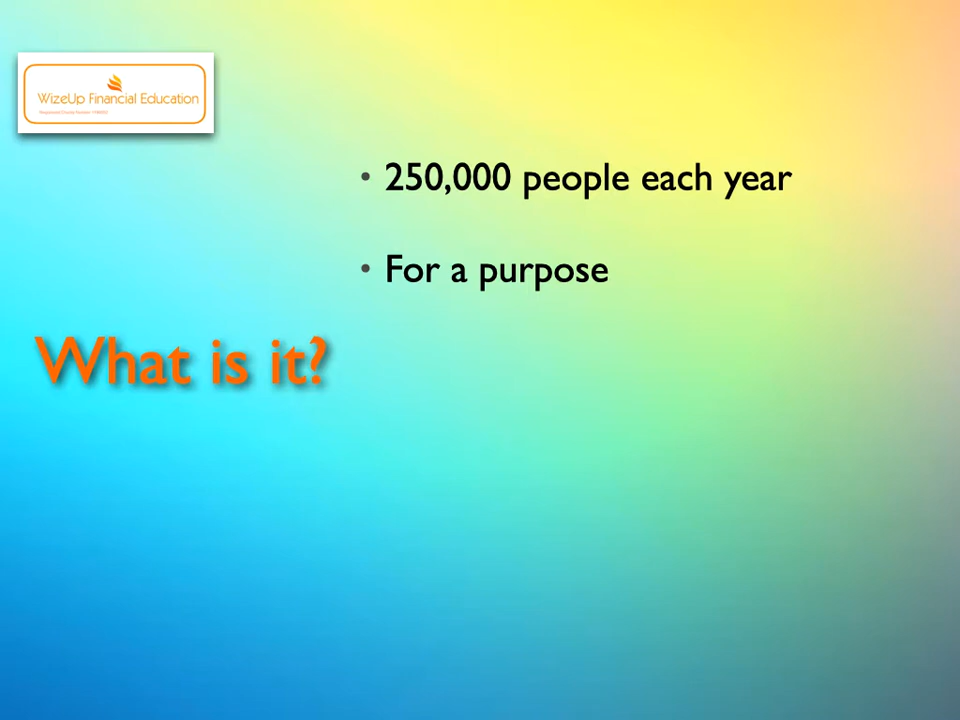 WizeUp Financial Education
250,000 people each year
For a purpose
What is it?